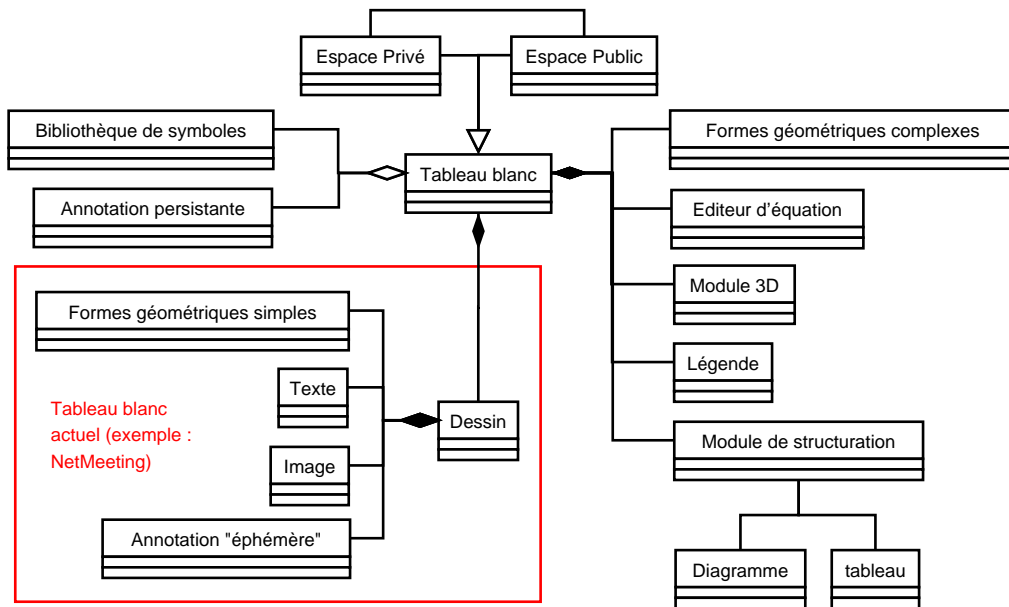 Espace Privé
Espace Public
Bibliothèque de symboles
Formes géométriques complexes
Tableau blanc
Annotation persistante
Editeur d'équation
Module 3D
Formes géométriques simples
Légende
Texte
Tableau blanc
actuel (exemple :
NetMeeting)
Dessin
Module de structuration
Image
Annotation "éphémère"
Diagramme
tableau